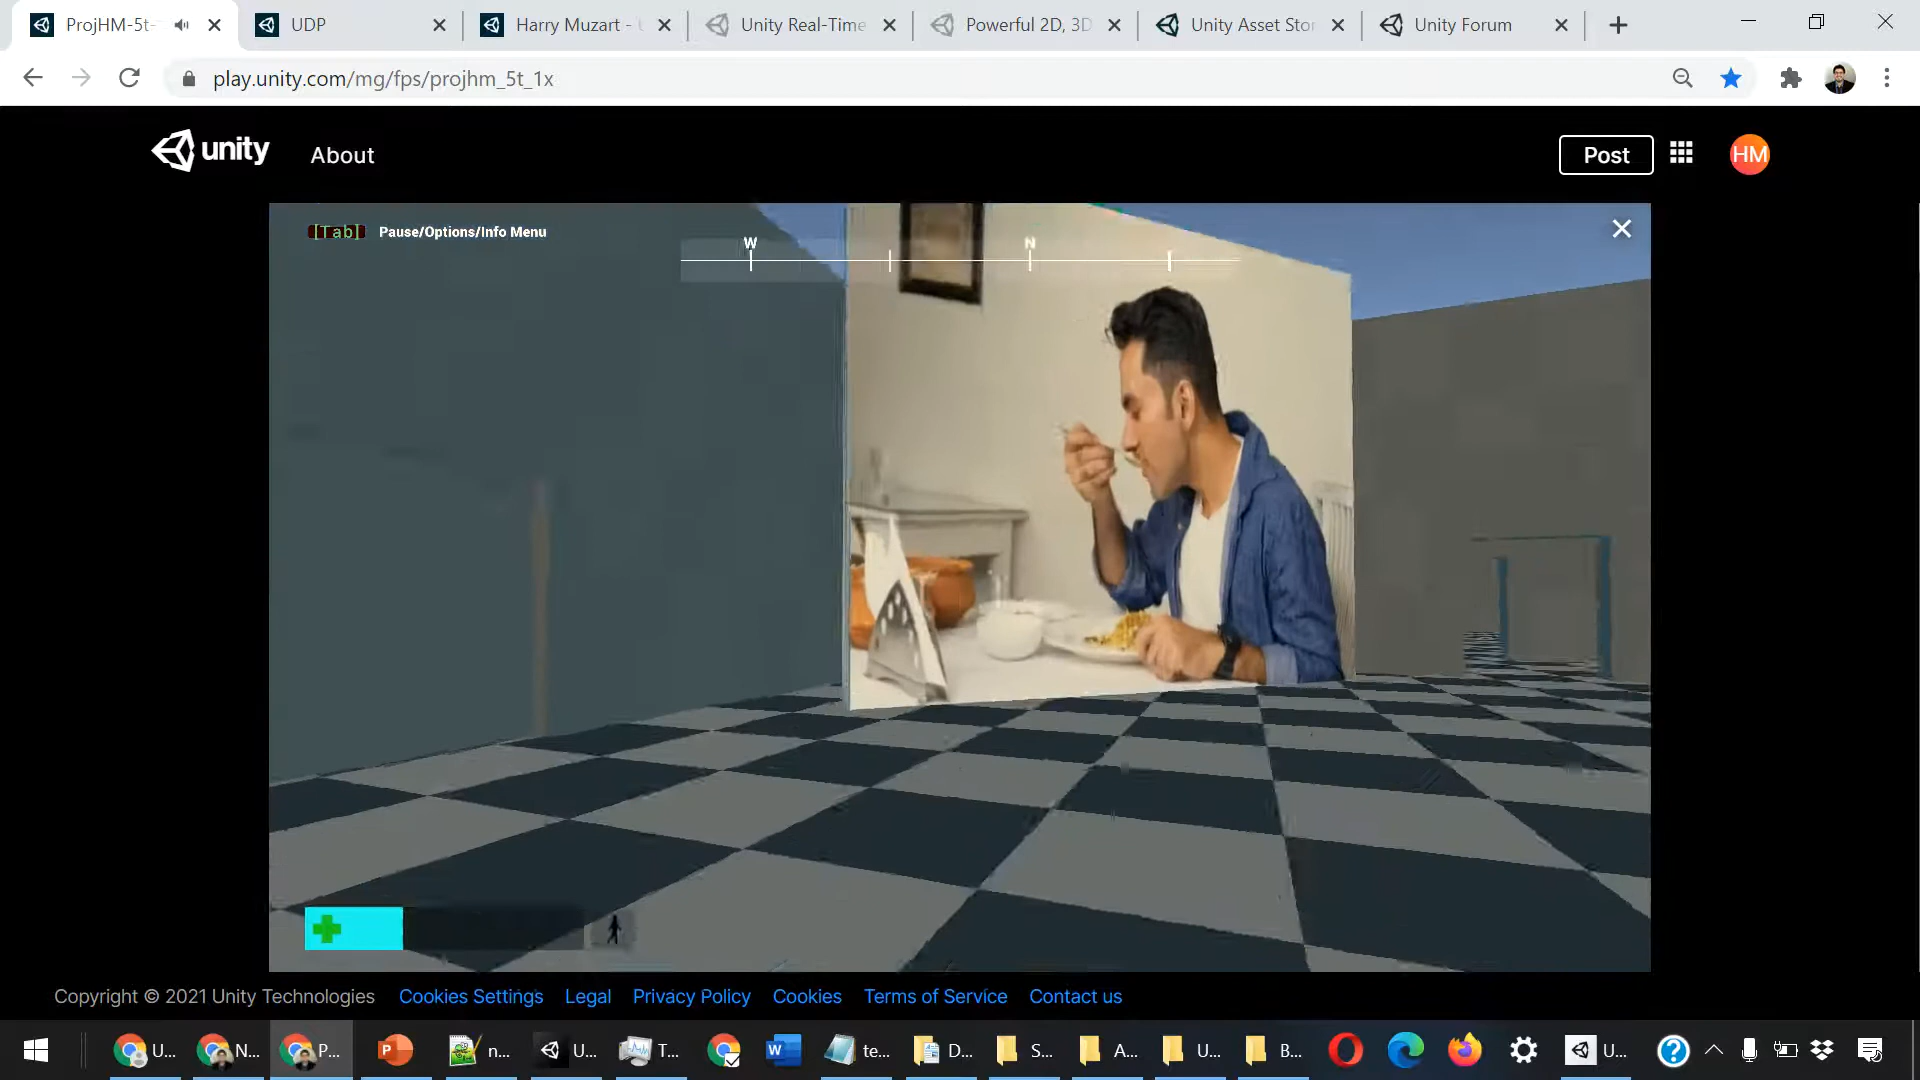 ProjHM-5t-
UDP
Harry Muzart -
Unity Real-Time
Powerful 2D, 3D
Unity Asset Stor
Unity Forum
play.unity.com/mg/fps/projhm_5t_1x
unity
About
Post
HM
[Tab] Pause/Options/Info Menu
W
N
Copyright © 2021 Unity Technologies Cookies Settings Legal Privacy Policy Cookies Terms of Service Contact us
U... N... P... n... U... T... te... D... S... A... U... B... U...